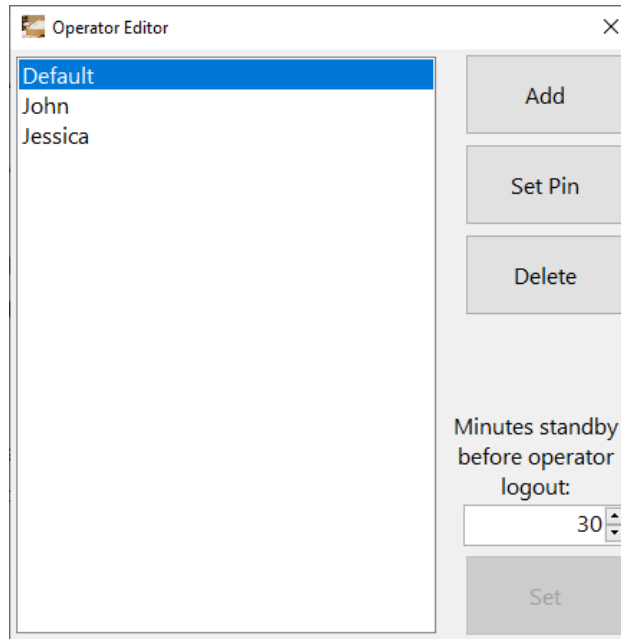 Operator Editor
Default
John
Jessica
Add
Set Pin
Delete
Minutes standby
before operator
logout:
30
Set